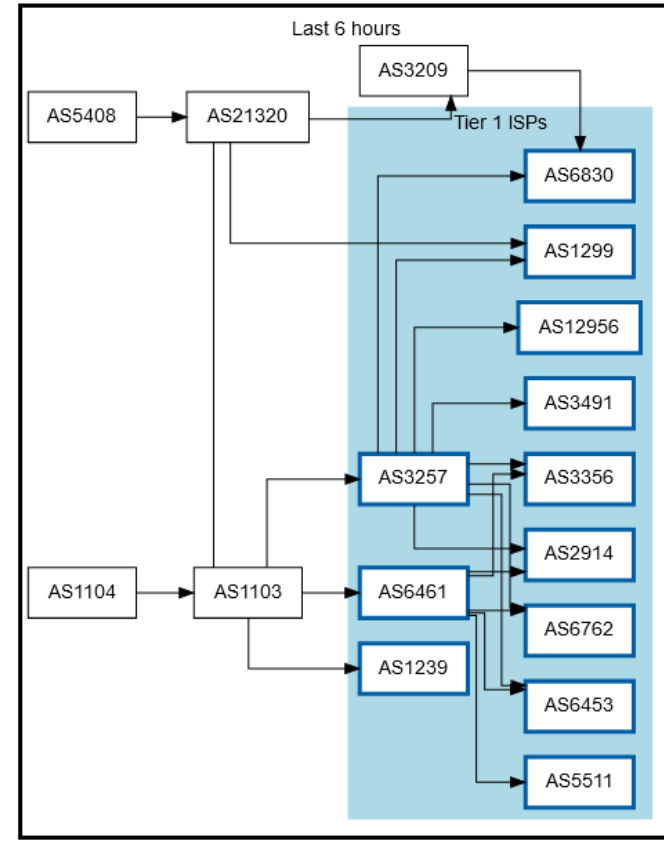 Last 6 hours
AS3209
AS5408
AS21320
Tier 1 ISPs
AS6830
AS1299
AS12956
AS3491
AS3257
AS3356
AS2914
AS1104
AS1103
AS6461
AS6762
AS1239
AS6453
AS5511